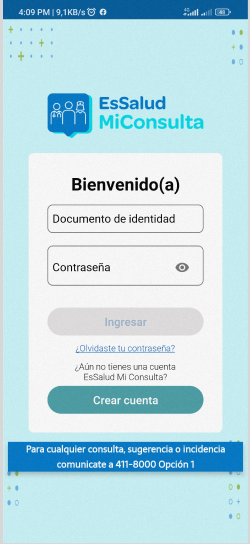 4:09 PM | 9,1KB/s
EsSalud
MiConsulta
Bienvenido(a)
Documento de identidad
Contraseña
Ingresar
¿Olvidaste tu contraseña?
¿Aún no tienes una cuenta
EsSalud Mi Consulta?
Crear cuenta
Para cualquier consulta, sugerencia o incidencia
comunicate a 411-8000 Opción 1